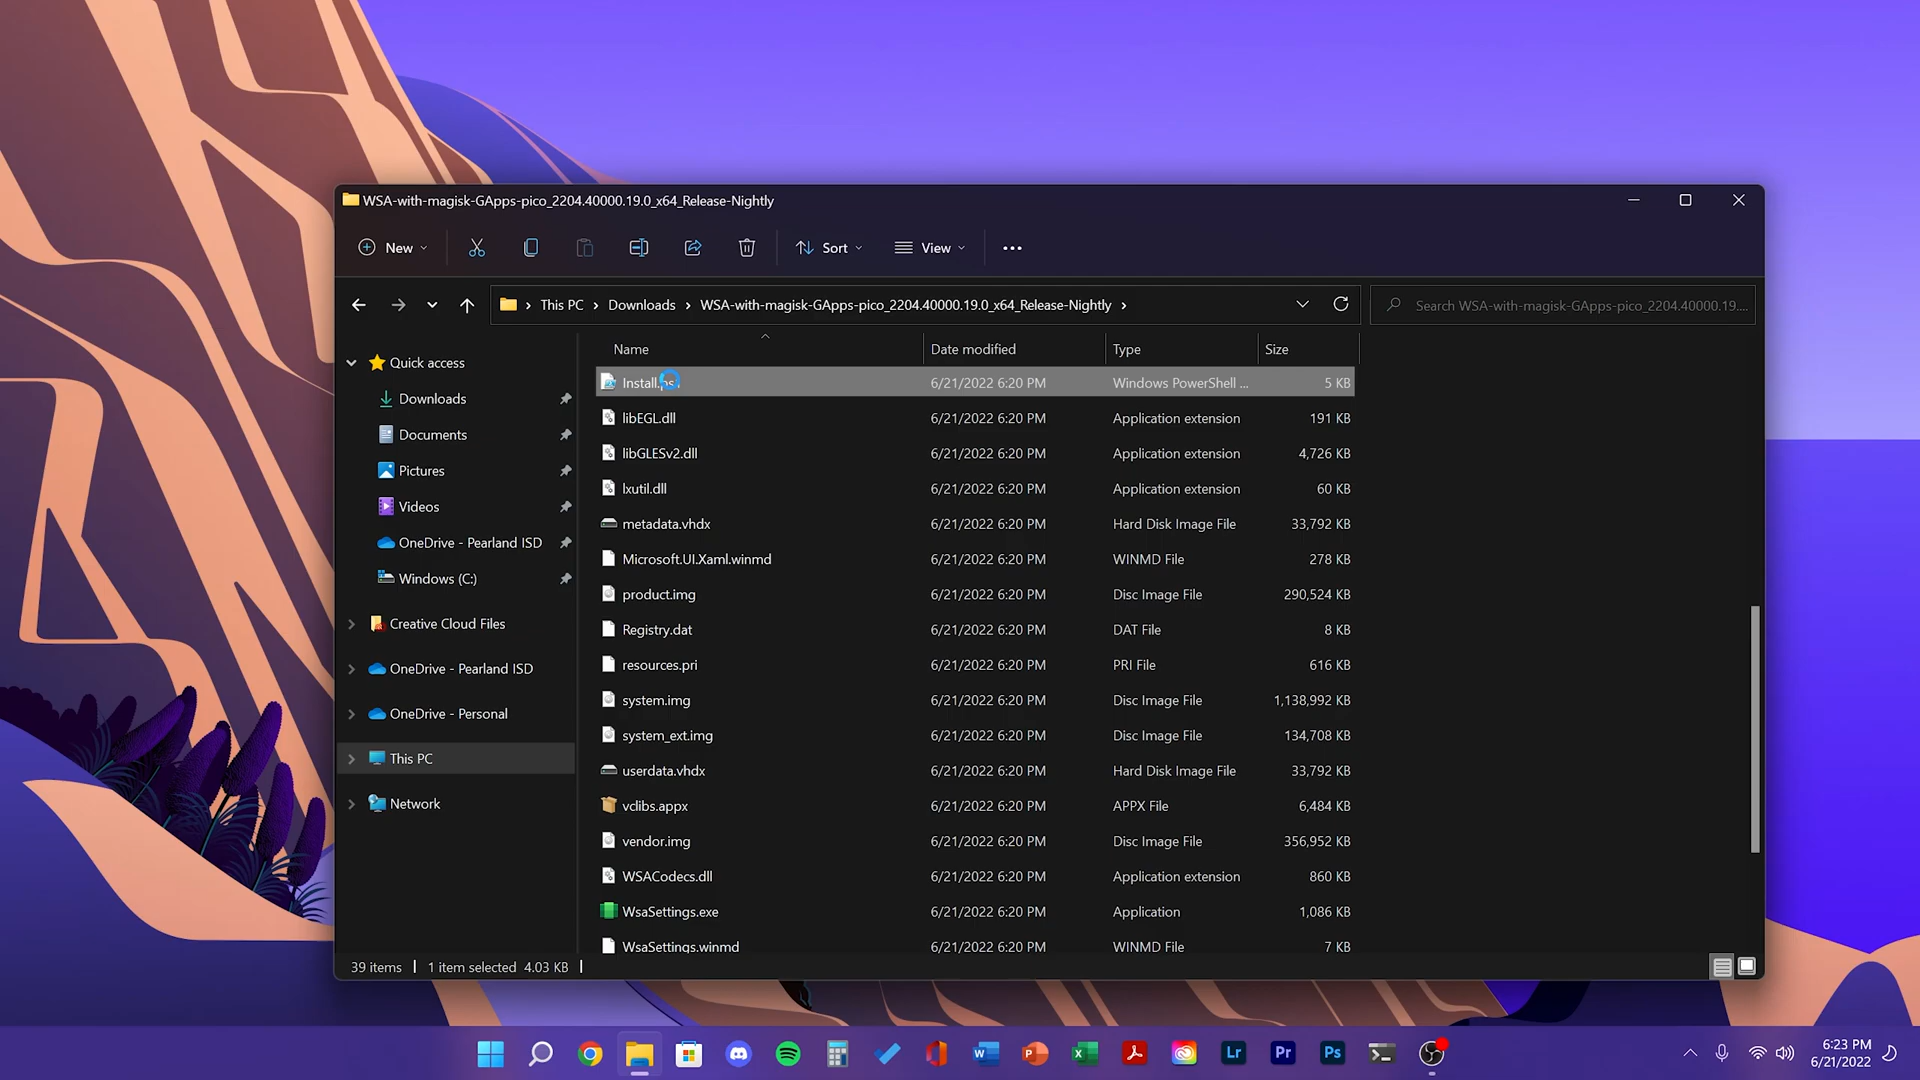 WSA-with-magisk-GApps-pico_2204.40000.19.0_x64_Release-Nightly
New
Sort
View
This PC
Downloads
WSA-with-magisk-GApps-pico_2204.40000.19.0_x64_Release-Nightly
Search WSA-with-magisk-GApps-pico_2204.40000.19....
Name
Date modified
Type
Size
Quick access
Downloads
Documents
Pictures
Videos
OneDrive - Pearland ISD
Windows (C:)
Creative Cloud Files
OneDrive - Pearland ISD
OneDrive - Personal
This PC
Network
6/21/2022 6:20 PM Windows PowerShell ... 5 KB
libEGL.dll 6/21/2022 6:20 PM Application extension 191 KB
libGLESv2.dll 6/21/2022 6:20 PM Application extension 4,726 KB
lxutil.dll 6/21/2022 6:20 PM Application extension 60 KB
metadata.vhdx 6/21/2022 6:20 PM Hard Disk Image File 33,792 KB
Microsoft.UI.Xaml.winmd 6/21/2022 6:20 PM WINMD File 278 KB
product.img 6/21/2022 6:20 PM Disc Image File 290,524 KB
Registry.dat 6/21/2022 6:20 PM DAT File 8 KB
resources.pri 6/21/2022 6:20 PM PRI File 616 KB
system.img 6/21/2022 6:20 PM Disc Image File 1,138,992 KB
system_ext.img 6/21/2022 6:20 PM Disc Image File 134,708 KB
userdata.vhdx 6/21/2022 6:20 PM Hard Disk Image File 33,792 KB
vclibs.appx 6/21/2022 6:20 PM APPX File 6,484 KB
vendor.img 6/21/2022 6:20 PM Disc Image File 356,952 KB
WSACodecs.dll 6/21/2022 6:20 PM Application extension 860 KB
WsaSettings.exe 6/21/2022 6:20 PM Application 1,086 KB
WsaSettings.winmd 6/21/2022 6:20 PM WINMD File 7 KB
39 items 1 item selected 4.03 KB
W P X Lr Pr Ps
6:23 PM
6/21/2022